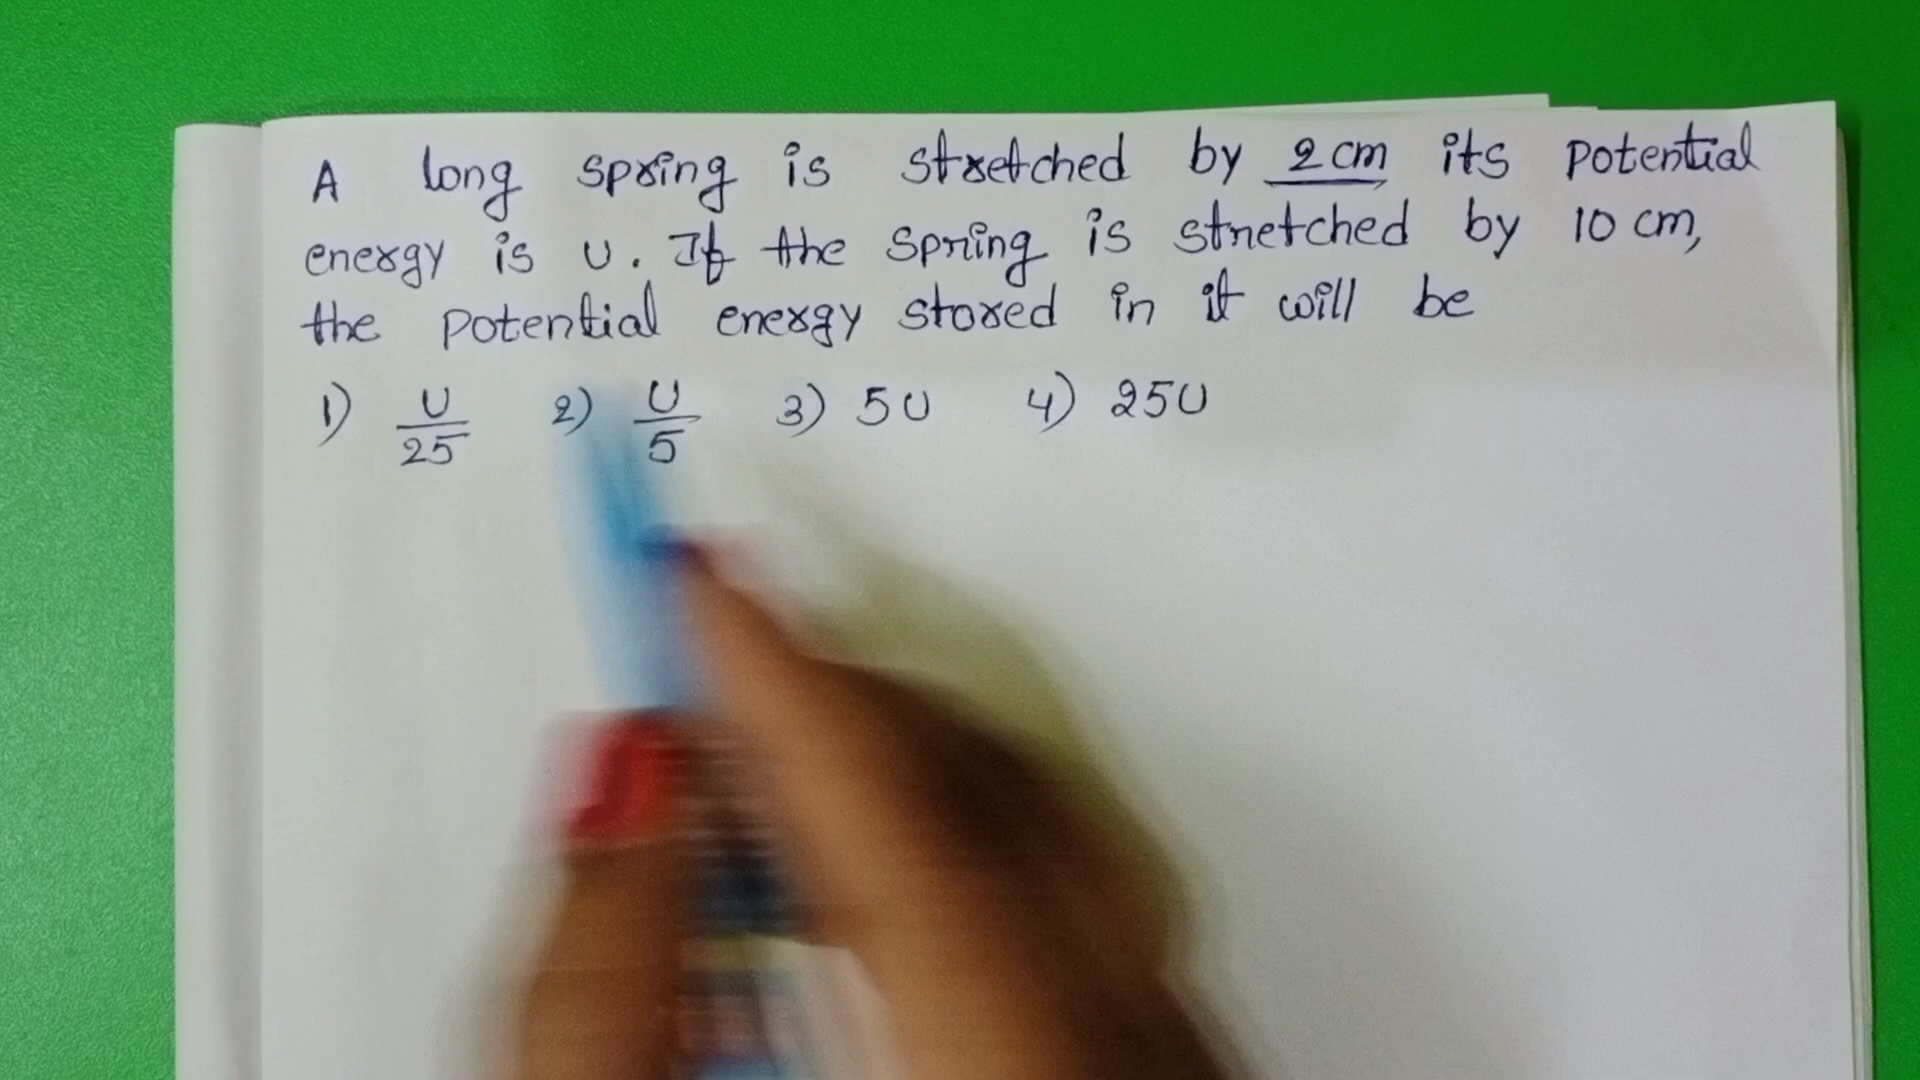 A long spring is stretched by 2 cm its potential
energy is U. If the spring is stretched by 10 cm,
the potential energy stored in it will be
1) U/25 2) U/5 3) 5U 4) 25U